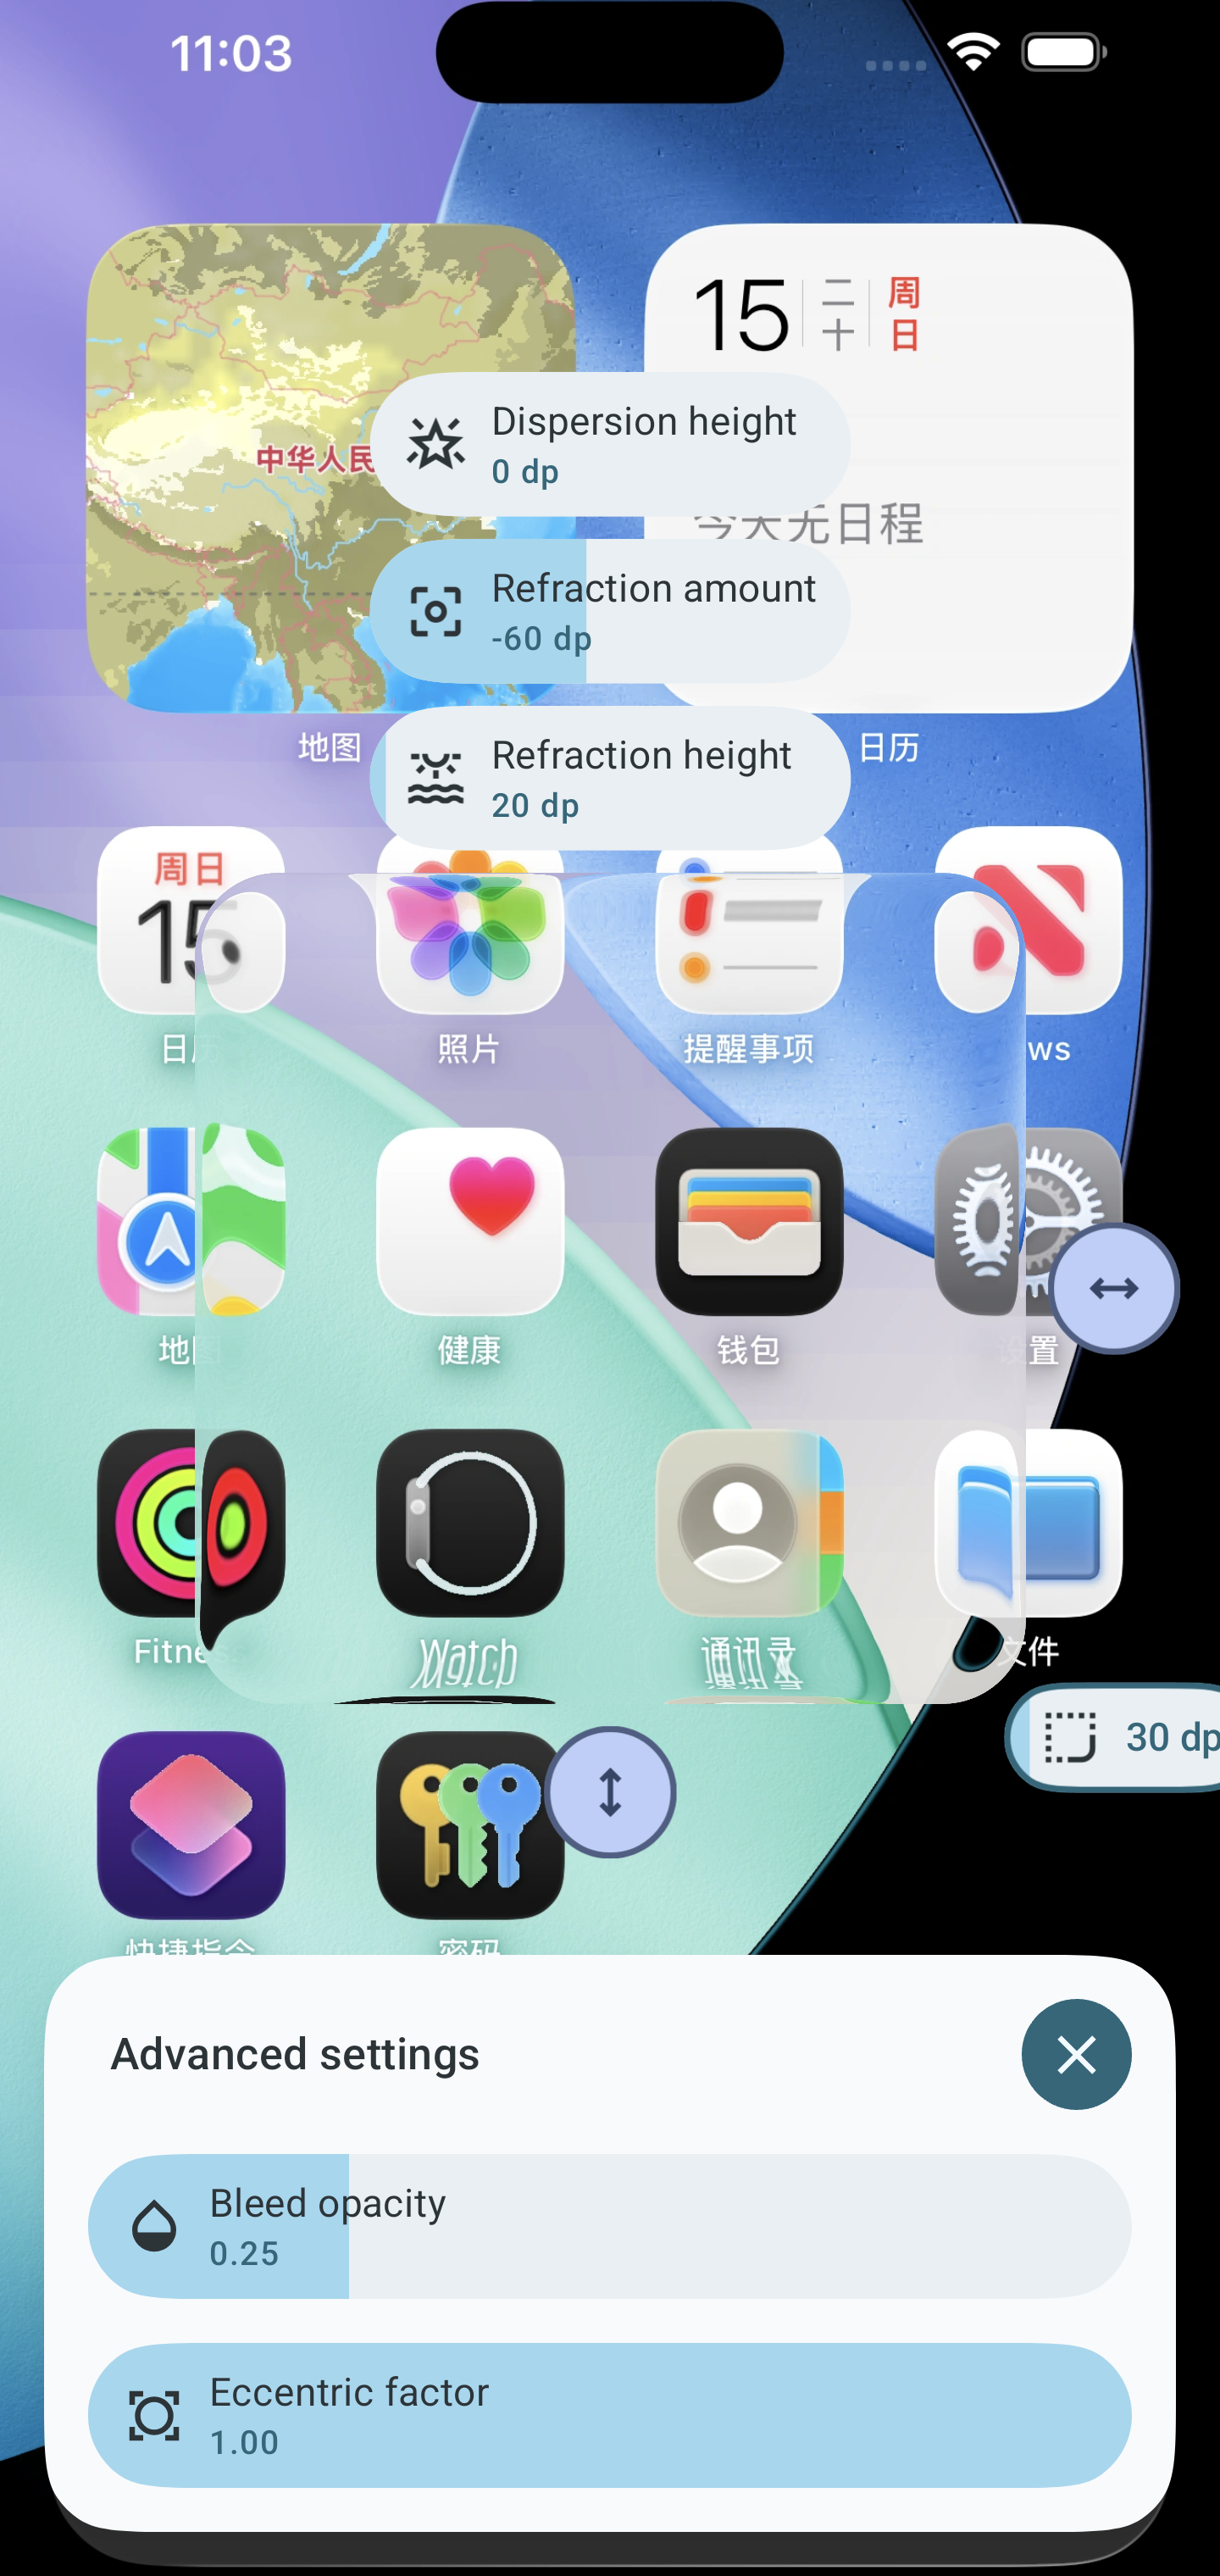 11:03
15
二十
周日
中华人民
Dispersion height
0 dp
今天无日程
Refraction amount
-60 dp
地图
日历
Refraction height
20 dp
周日
15
照片
提醒事项
ws
地图
健康
钱包
设置
Fitne
Watch
通讯录
文件
30 dp
快捷指令
密码
Advanced settings
Bleed opacity
0.25
Eccentric factor
1.00